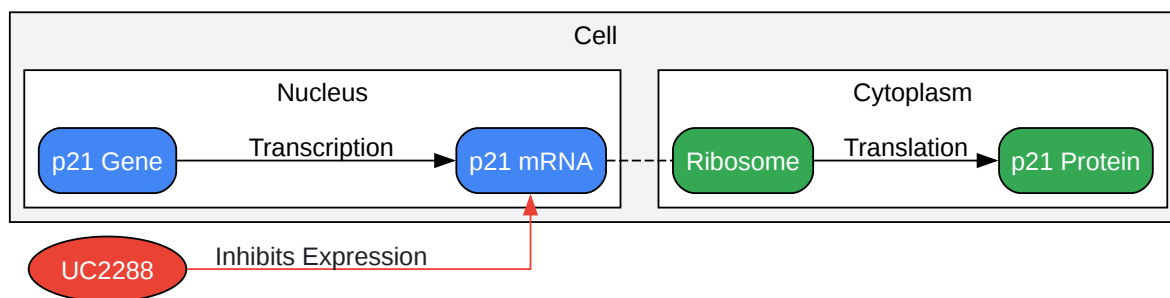 Cell
Nucleus
Cytoplasm
p21 Gene
Transcription
p21 mRNA
Ribosome
Translation
p21 Protein
UC2288
Inhibits Expression